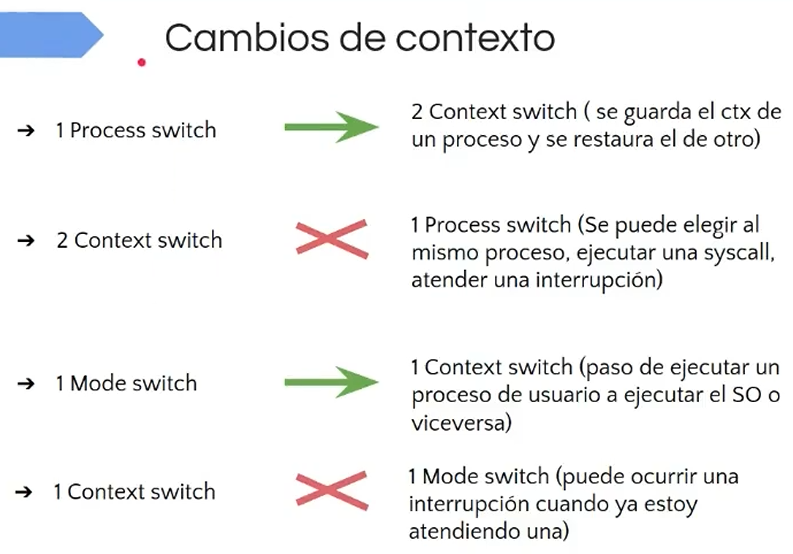 Cambios de contexto
➔ 1 Process switch
2 Context switch ( se guarda el ctx de
un proceso y se restaura el de otro)
➔ 2 Context switch
1 Process switch (Se puede elegir al
mismo proceso, ejecutar una syscall,
atender una interrupción)
➔ 1 Mode switch
1 Context switch (paso de ejecutar un
proceso de usuario a ejecutar el SO o
viceversa)
➔ 1 Context switch
1 Mode switch (puede ocurrir una
interrupción cuando ya estoy
atendiendo una)